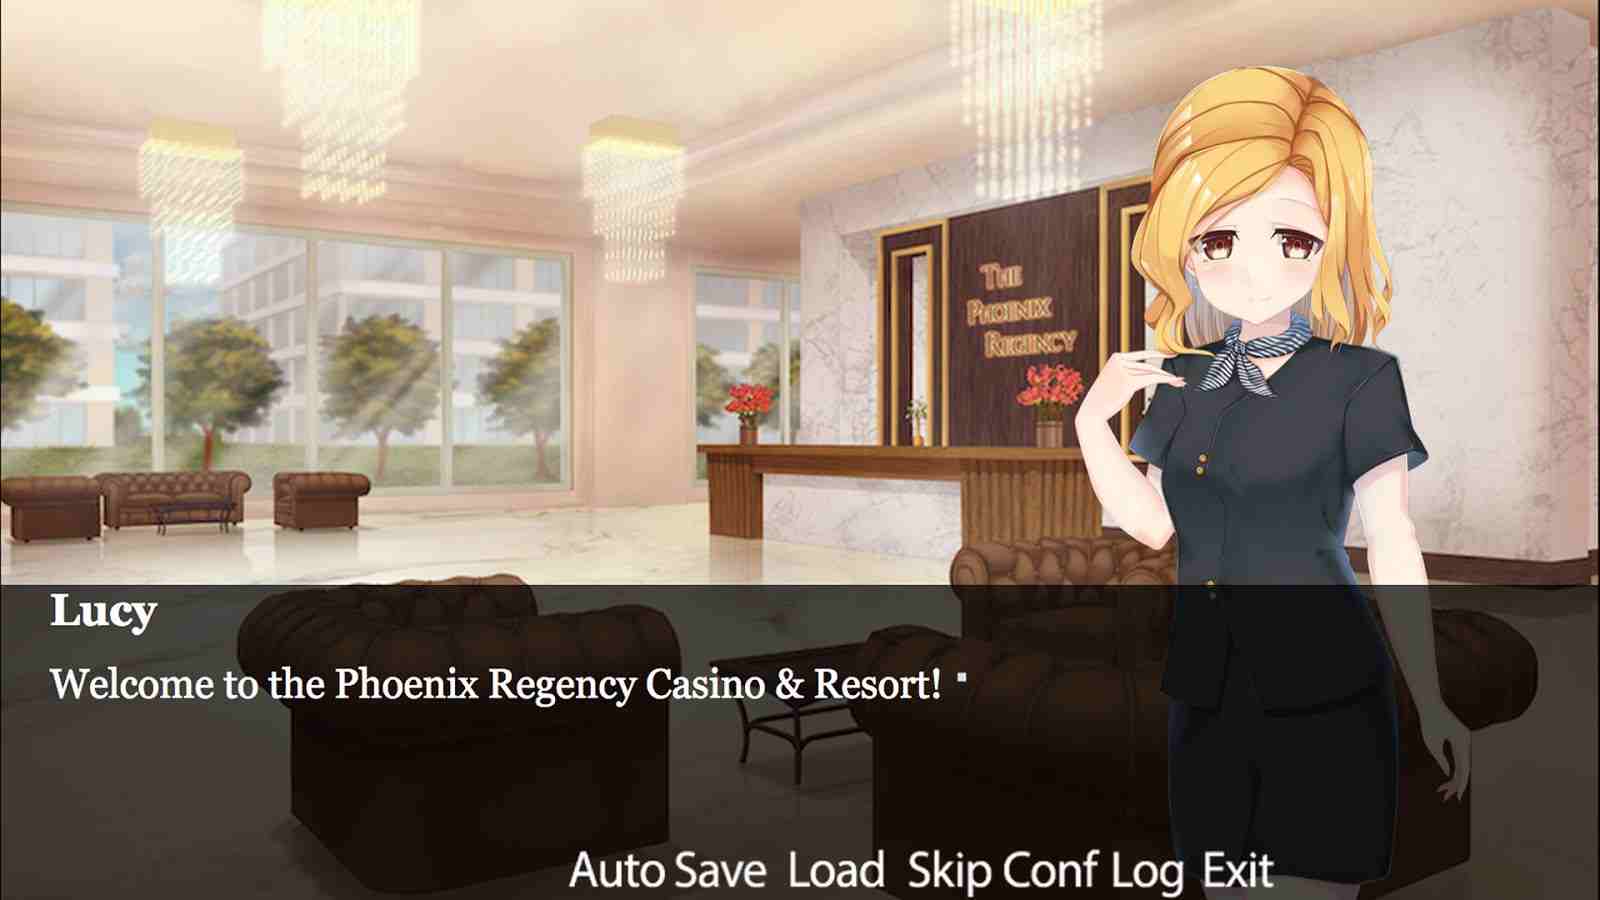 THE
PHOENIX
REGENCY
Lucy
Welcome to the Phoenix Regency Casino & Resort!
Auto Save Load Skip Conf Log Exit